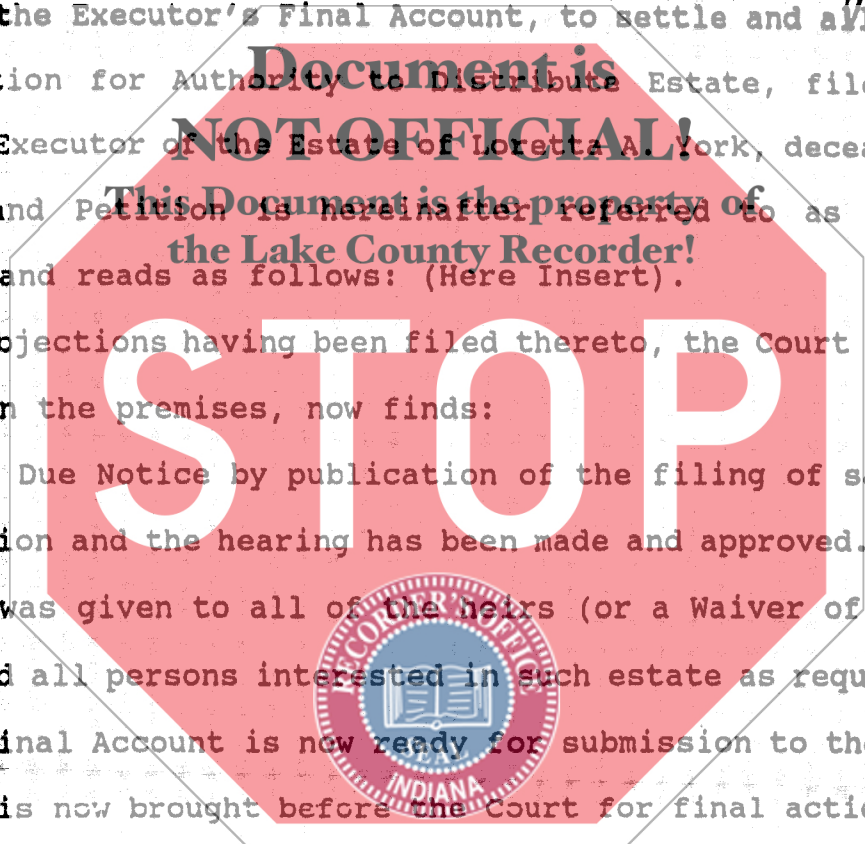 the Executor's Final Account, to settle and
Document is
tion for Authority to Distribute Estate,
NOT OFFICIAL!
Executor of the Estate of Loretta A. York,
This Document is the property of
and Petition is hereinafter referred to as
the Lake County Recorder!
and reads as follows: (Here Insert).
STOP
bjections having been filed thereto, the Court
n the premises, now finds:
Due Notice by publication of the filing of
ion and the hearing has been made and approved.
was given to all of the heirs (or a Waiver of
RECORDER'S OFFICE
d all persons interested in such estate as requ
SEAL
inal Account is now ready for submission to the
INDIANA
is now brought before the Court for final actio